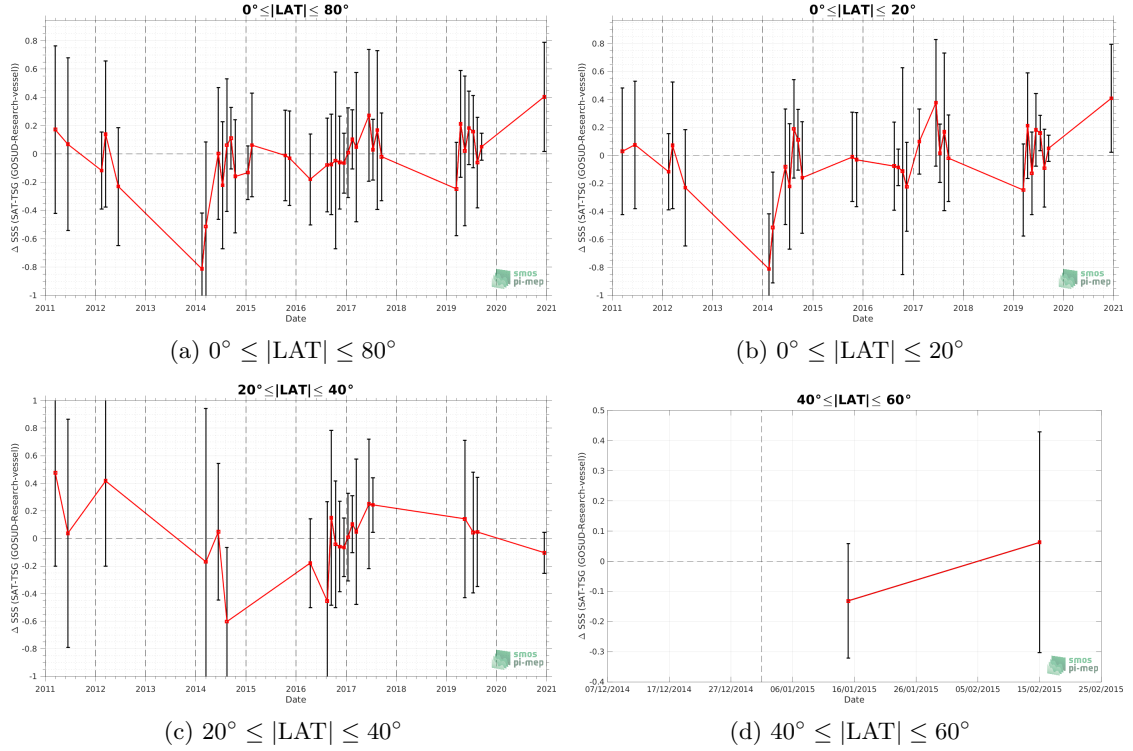 0°≤|LAT|≤ 80°
0.8
0.6
0.4
0.2
0
-0.2
-0.4
-0.6
-0.8
-1
Δ SSS (SAT-TSG (GOSUD-Research-vessel))
2011 2012 2013 2014 2015 2016 2017 2018 2019 2020 2021
Date
smos
pi-mep
(a) 0° ≤ |LAT| ≤ 80°
0°≤|LAT|≤ 20°
0.8
0.6
0.4
0.2
0
-0.2
-0.4
-0.6
-0.8
-1
Δ SSS (SAT-TSG (GOSUD-Research-vessel))
2011 2012 2013 2014 2015 2016 2017 2018 2019 2020 2021
Date
smos
pi-mep
(b) 0° ≤ |LAT| ≤ 20°
20°≤|LAT|≤ 40°
1
0.8
0.6
0.4
0.2
0
-0.2
-0.4
-0.6
-0.8
-1
Δ SSS (SAT-TSG (GOSUD-Research-vessel))
2011 2012 2013 2014 2015 2016 2017 2018 2019 2020 2021
Date
smos
pi-mep
(c) 20° ≤ |LAT| ≤ 40°
40°≤|LAT|≤ 60°
0.5
0.4
0.3
0.2
0.1
0
-0.1
-0.2
-0.3
-0.4
Δ SSS (SAT-TSG (GOSUD-Research-vessel))
07/12/2014 17/12/2014 27/12/2014 06/01/2015 16/01/2015 26/01/2015 05/02/2015 15/02/2015 25/02/2015
Date
smos
pi-mep
(d) 40° ≤ |LAT| ≤ 60°